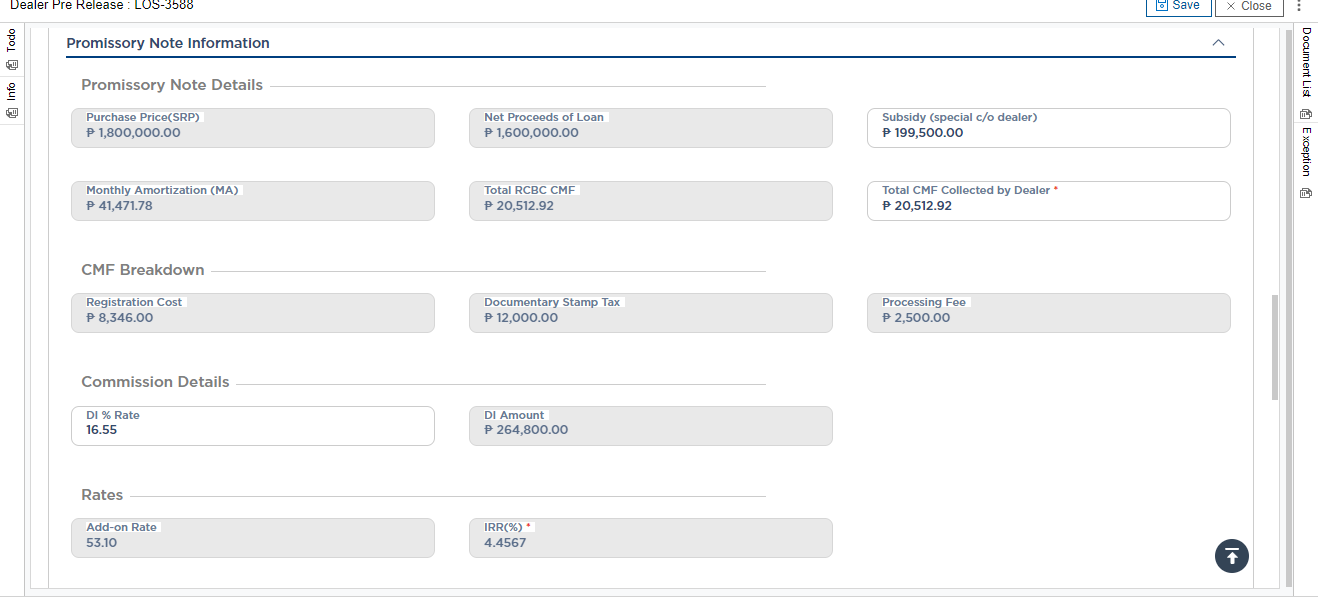 Dealer Pre Release : LOS-3588
Save
Close
Todo
Info
Document List
Exception
Promissory Note Information
Promissory Note Details
Purchase Price(SRP)
₱ 1,800,000.00
Net Proceeds of Loan
₱ 1,600,000.00
Subsidy (special c/o dealer)
₱ 199,500.00
Monthly Amortization (MA)
₱ 41,471.78
Total RCBC CMF
₱ 20,512.92
Total CMF Collected by Dealer *
₱ 20,512.92
CMF Breakdown
Registration Cost
₱ 8,346.00
Documentary Stamp Tax
₱ 12,000.00
Processing Fee
₱ 2,500.00
Commission Details
DI % Rate
16.55
DI Amount
₱ 264,800.00
Rates
Add-on Rate
53.10
IRR(%) *
4.4567